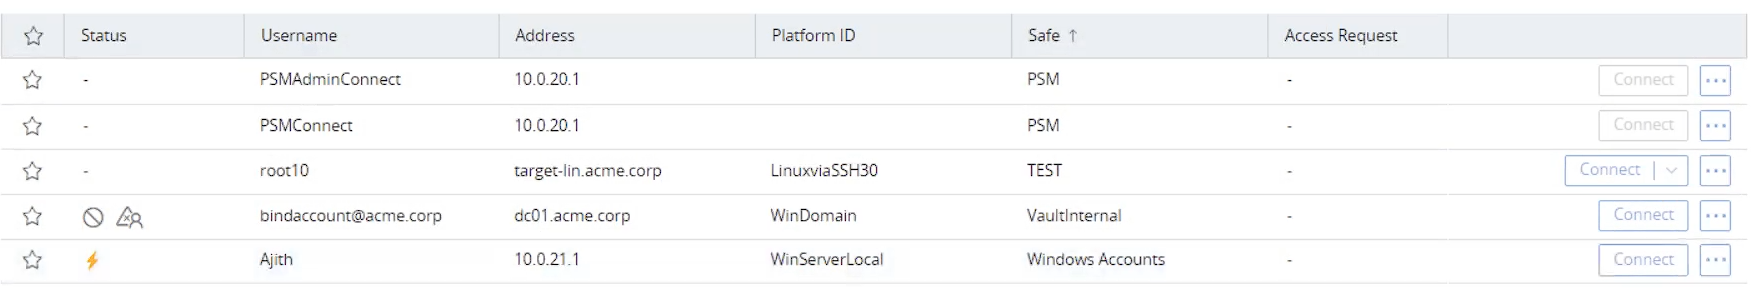 Status Username Address Platform ID Safe ↑ Access Request
- PSMAdminConnect 10.0.20.1 PSM - Connect ...
- PSMConnect 10.0.20.1 PSM - Connect ...
- root10 target-lin.acme.corp LinuxviaSSH30 TEST - Connect ...
bindaccount@acme.corp dc01.acme.corp WinDomain VaultInternal - Connect ...
Ajith 10.0.21.1 WinServerLocal Windows Accounts - Connect ...